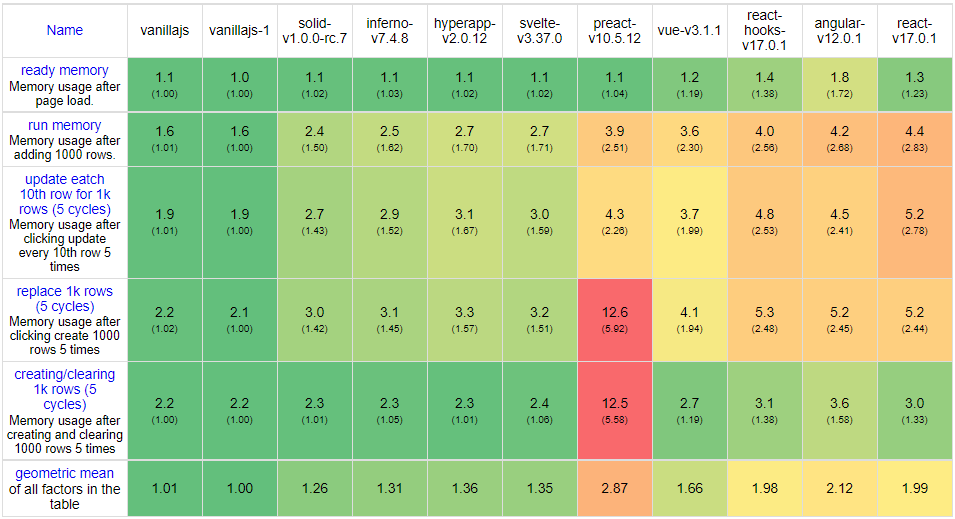 Name vanillajs vanillajs-1 solid-v1.0.0-rc.7 inferno-v7.4.8 hyperapp-v2.0.12 svelte-v3.37.0 preact-v10.5.12 vue-v3.1.1 react-hooks-v17.0.1 angular-v12.0.1 react-v17.0.1
ready memory
Memory usage after
page load.
1.1 1.0 1.1 1.1 1.1 1.1 1.1 1.2 1.4 1.8 1.3
(1.00) (1.00) (1.02) (1.03) (1.02) (1.02) (1.04) (1.19) (1.38) (1.72) (1.23)
run memory
Memory usage after
adding 1000 rows.
1.6 1.6 2.4 2.5 2.7 2.7 3.9 3.6 4.0 4.2 4.4
(1.01) (1.00) (1.50) (1.62) (1.70) (1.71) (2.51) (2.30) (2.56) (2.68) (2.83)
update eatch
10th row for 1k
rows (5 cycles)
Memory usage after
clicking update
every 10th row 5
times
1.9 1.9 2.7 2.9 3.1 3.0 4.3 3.7 4.8 4.5 5.2
(1.01) (1.00) (1.43) (1.52) (1.67) (1.59) (2.26) (1.99) (2.53) (2.41) (2.78)
replace 1k rows
(5 cycles)
Memory usage after
clicking create 1000
rows 5 times
2.2 2.1 3.0 3.1 3.3 3.2 12.6 4.1 5.3 5.2 5.2
(1.02) (1.00) (1.42) (1.45) (1.57) (1.51) (5.92) (1.94) (2.48) (2.45) (2.44)
creating/clearing
1k rows (5
cycles)
Memory usage after
creating and clearing
1000 rows 5 times
2.2 2.2 2.3 2.3 2.3 2.4 12.5 2.7 3.1 3.6 3.0
(1.00) (1.00) (1.01) (1.05) (1.01) (1.06) (5.58) (1.19) (1.38) (1.58) (1.33)
geometric mean
of all factors in the
table
1.01 1.00 1.26 1.31 1.36 1.35 2.87 1.66 1.98 2.12 1.99